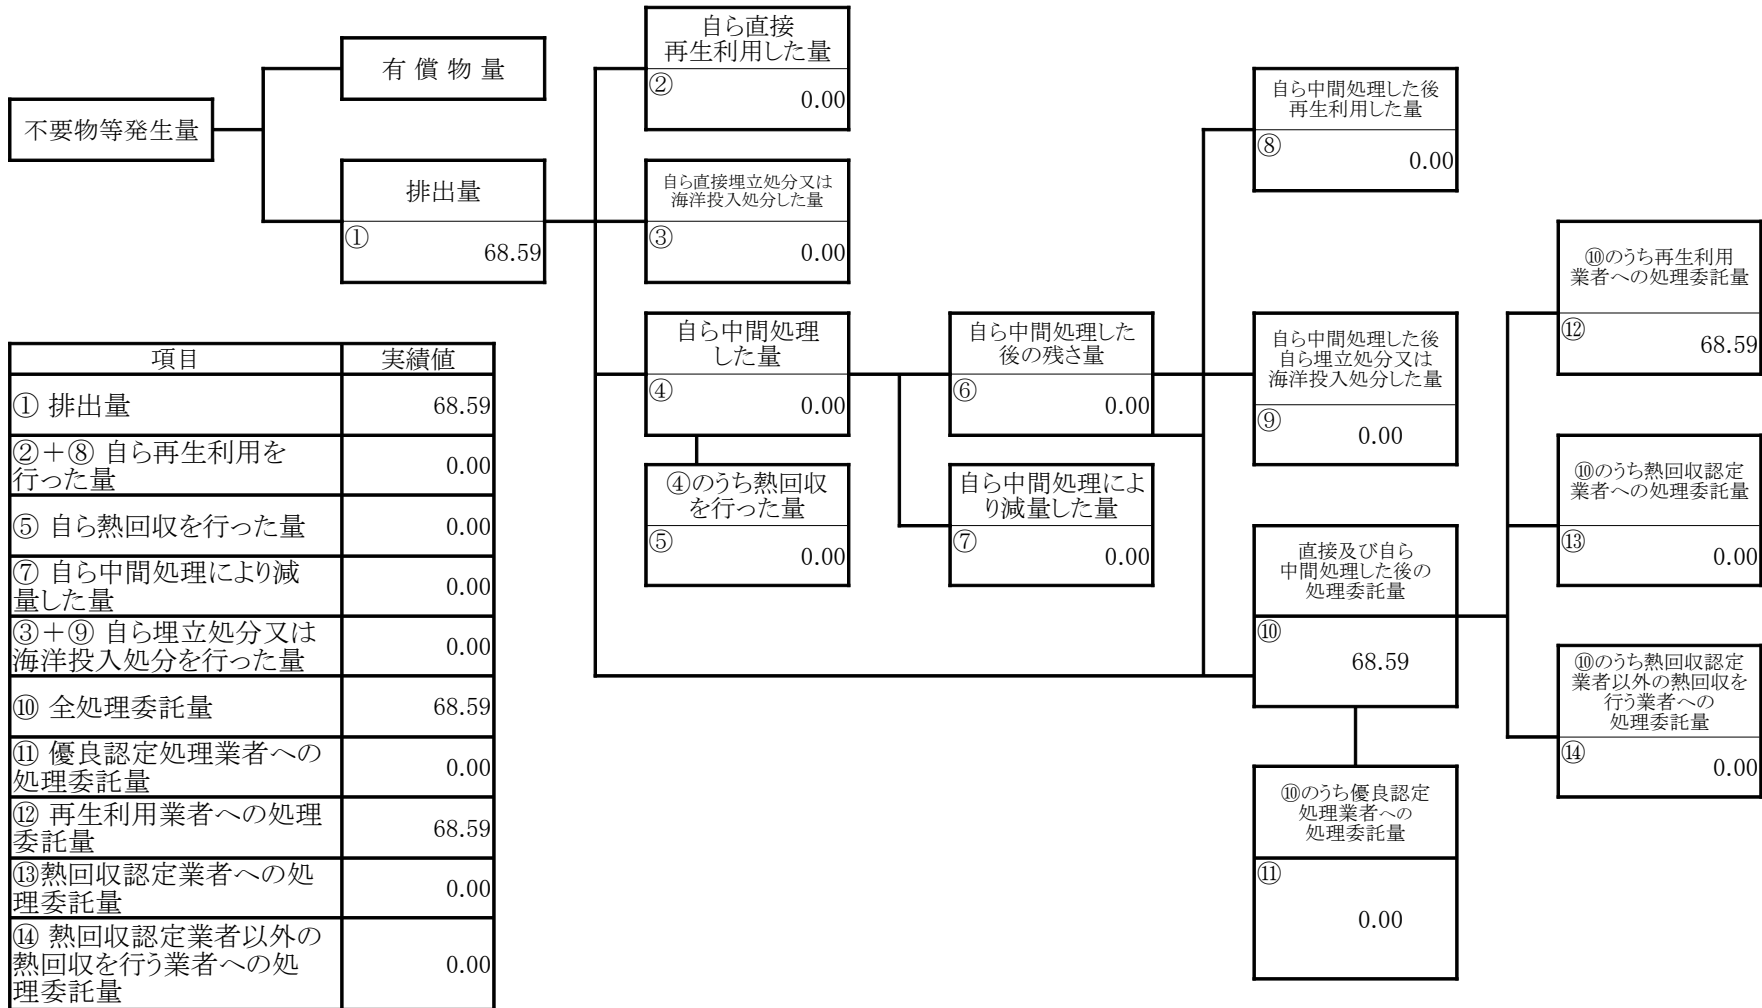 不要物等発生量
有 償 物 量
排出量
①
68.59
自ら直接
再生利用した量
②
0.00
自ら直接埋立処分又は
海洋投入処分した量
③
0.00
自ら中間処理
した量
④
0.00
④のうち熱回収
を行った量
⑤
0.00
自ら中間処理した
後の残さ量
⑥
0.00
自ら中間処理によ
り減量した量
⑦
0.00
自ら中間処理した後
再生利用した量
⑧
0.00
自ら中間処理した後
自ら埋立処分又は
海洋投入処分した量
⑨
0.00
直接及び自ら
中間処理した後の
処理委託量
⑩
68.59
⑩のうち優良認定
処理業者への
処理委託量
⑪
0.00
⑩のうち再生利用
業者への処理委託量
⑫
68.59
⑩のうち熱回収認定
業者への処理委託量
⑬
0.00
⑩のうち熱回収認定
業者以外の熱回収を
行う業者への
処理委託量
⑭
0.00
項目 実績値
① 排出量 68.59
②＋⑧ 自ら再生利用を
行った量 0.00
⑤ 自ら熱回収を行った量 0.00
⑦ 自ら中間処理により減
量した量 0.00
③＋⑨ 自ら埋立処分又は
海洋投入処分を行った量 0.00
⑩ 全処理委託量 68.59
⑪ 優良認定処理業者への
処理委託量 0.00
⑫ 再生利用業者への処理
委託量 68.59
⑬熱回収認定業者への処
理委託量 0.00
⑭ 熱回収認定業者以外の
熱回収を行う業者への処
理委託量 0.00